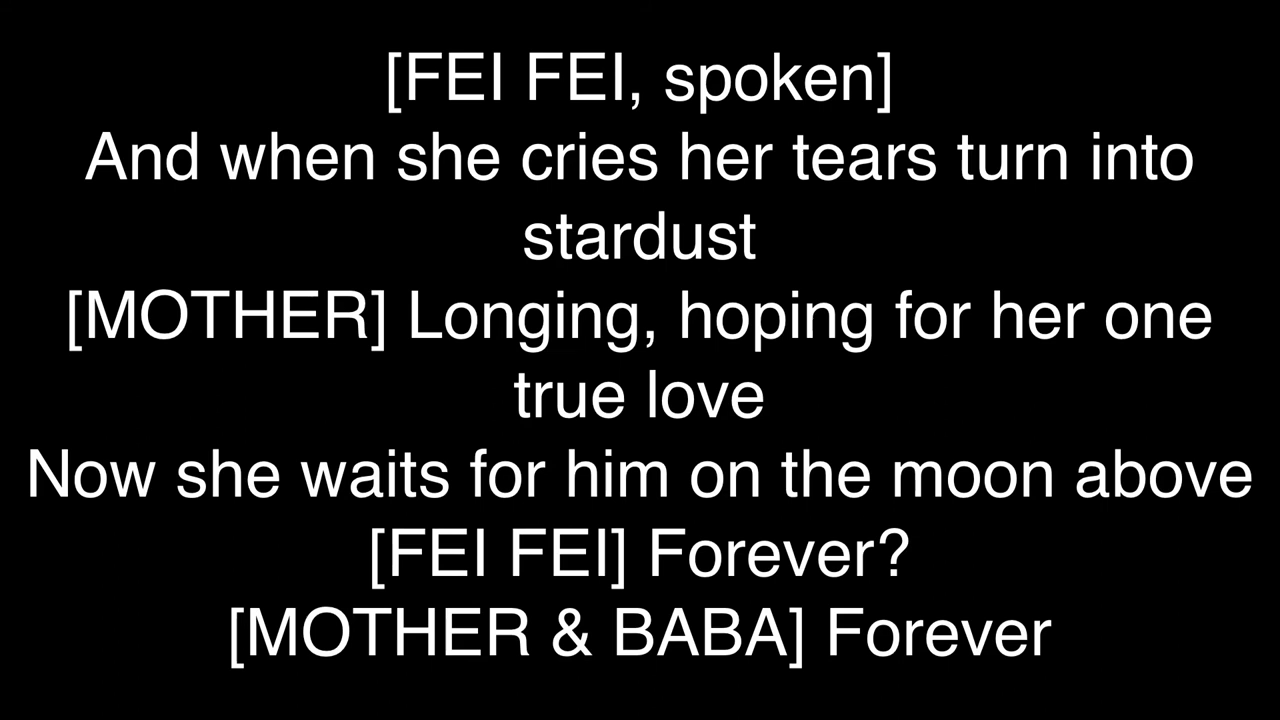 [FEI FEI, spoken]
And when she cries her tears turn into
stardust
[MOTHER] Longing, hoping for her one
true love
Now she waits for him on the moon above
[FEI FEI] Forever?
[MOTHER & BABA] Forever